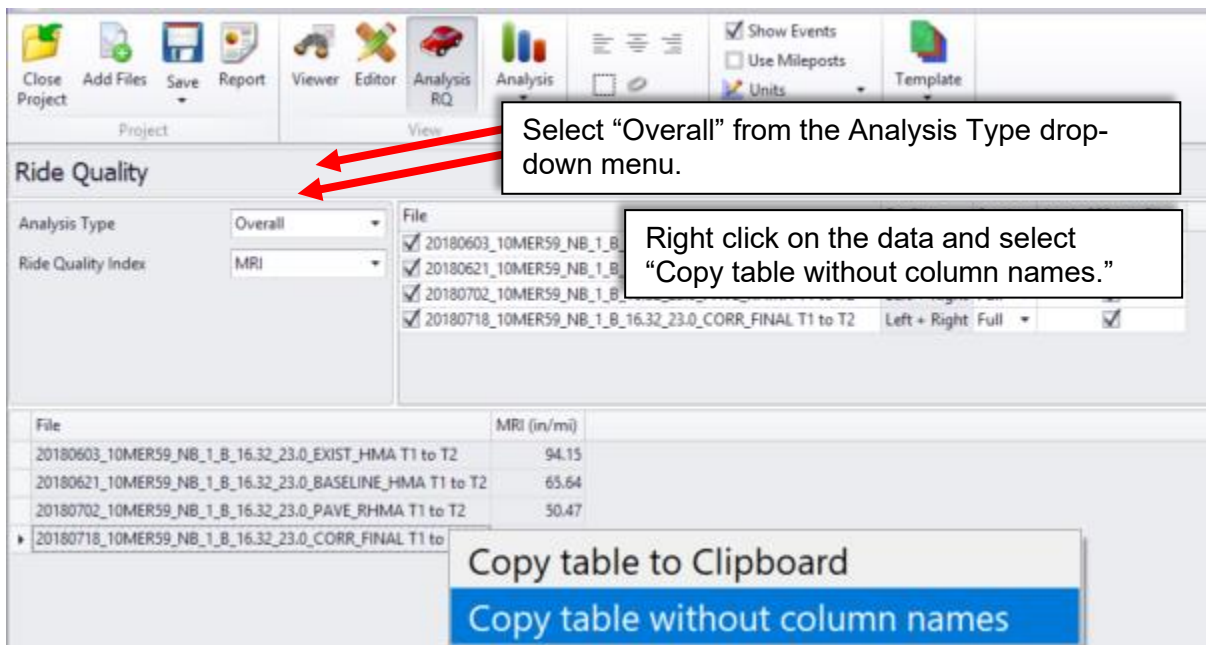 Close Project
Add Files
Save
Report
Viewer
Editor
Analysis RQ
Analysis
Show Events
Use Mileposts
Units
Template
Project
View
Select “Overall” from the Analysis Type drop-
down menu.
Ride Quality
Analysis Type
Overall
File
Right click on the data and select
“Copy table without column names.”
20180603_10MER59_NB_1_B_
Ride Quality Index
MRI
20180621_10MER59_NB_1_B_
20180702_10MER59_NB_1_B_
20180718_10MER59_NB_1_B_16.32_23.0_CORR_FINAL T1 to T2 Left + Right Full
File MRI (in/mi)
20180603_10MER59_NB_1_B_16.32_23.0_EXIST_HMA T1 to T2 94.15
20180621_10MER59_NB_1_B_16.32_23.0_BASELINE_HMA T1 to T2 65.64
20180702_10MER59_NB_1_B_16.32_23.0_PAVE_RHMA T1 to T2 50.47
20180718_10MER59_NB_1_B_16.32_23.0_CORR_FINAL T1 to
Copy table to Clipboard
Copy table without column names